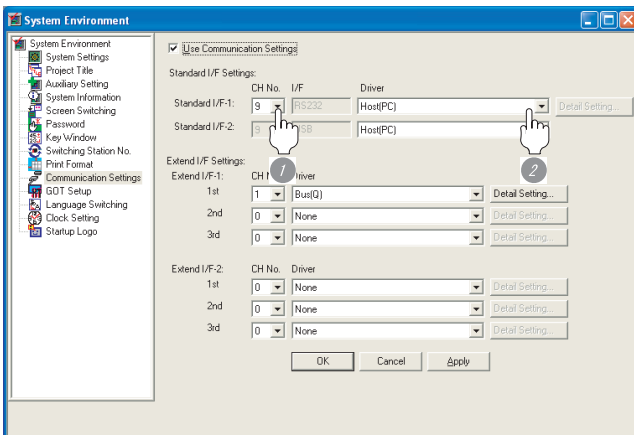 System Environment
System Environment
System Settings
Project Title
Auxiliary Setting
System Information
Screen Switching
Password
Key Window
Switching Station No.
Print Format
Communication Settings
GOT Setup
Language Switching
Clock Setting
Startup Logo
Use Communication Settings
Standard I/F Settings:
CH No. I/F Driver
Standard I/F-1: 9 RS232 Host(PC) Detail Setting...
Standard I/F-2: 9 USB Host(PC)
1 2
Extend I/F Settings:
Extend I/F-1: CH Driver
1st 1 Bus(Q) Detail Setting...
2nd 0 None Detail Setting...
3rd 0 None Detail Setting...
Extend I/F-2: CH No. Driver
1st 0 None Detail Setting...
2nd 0 None Detail Setting...
3rd 0 None Detail Setting...
OK Cancel Apply